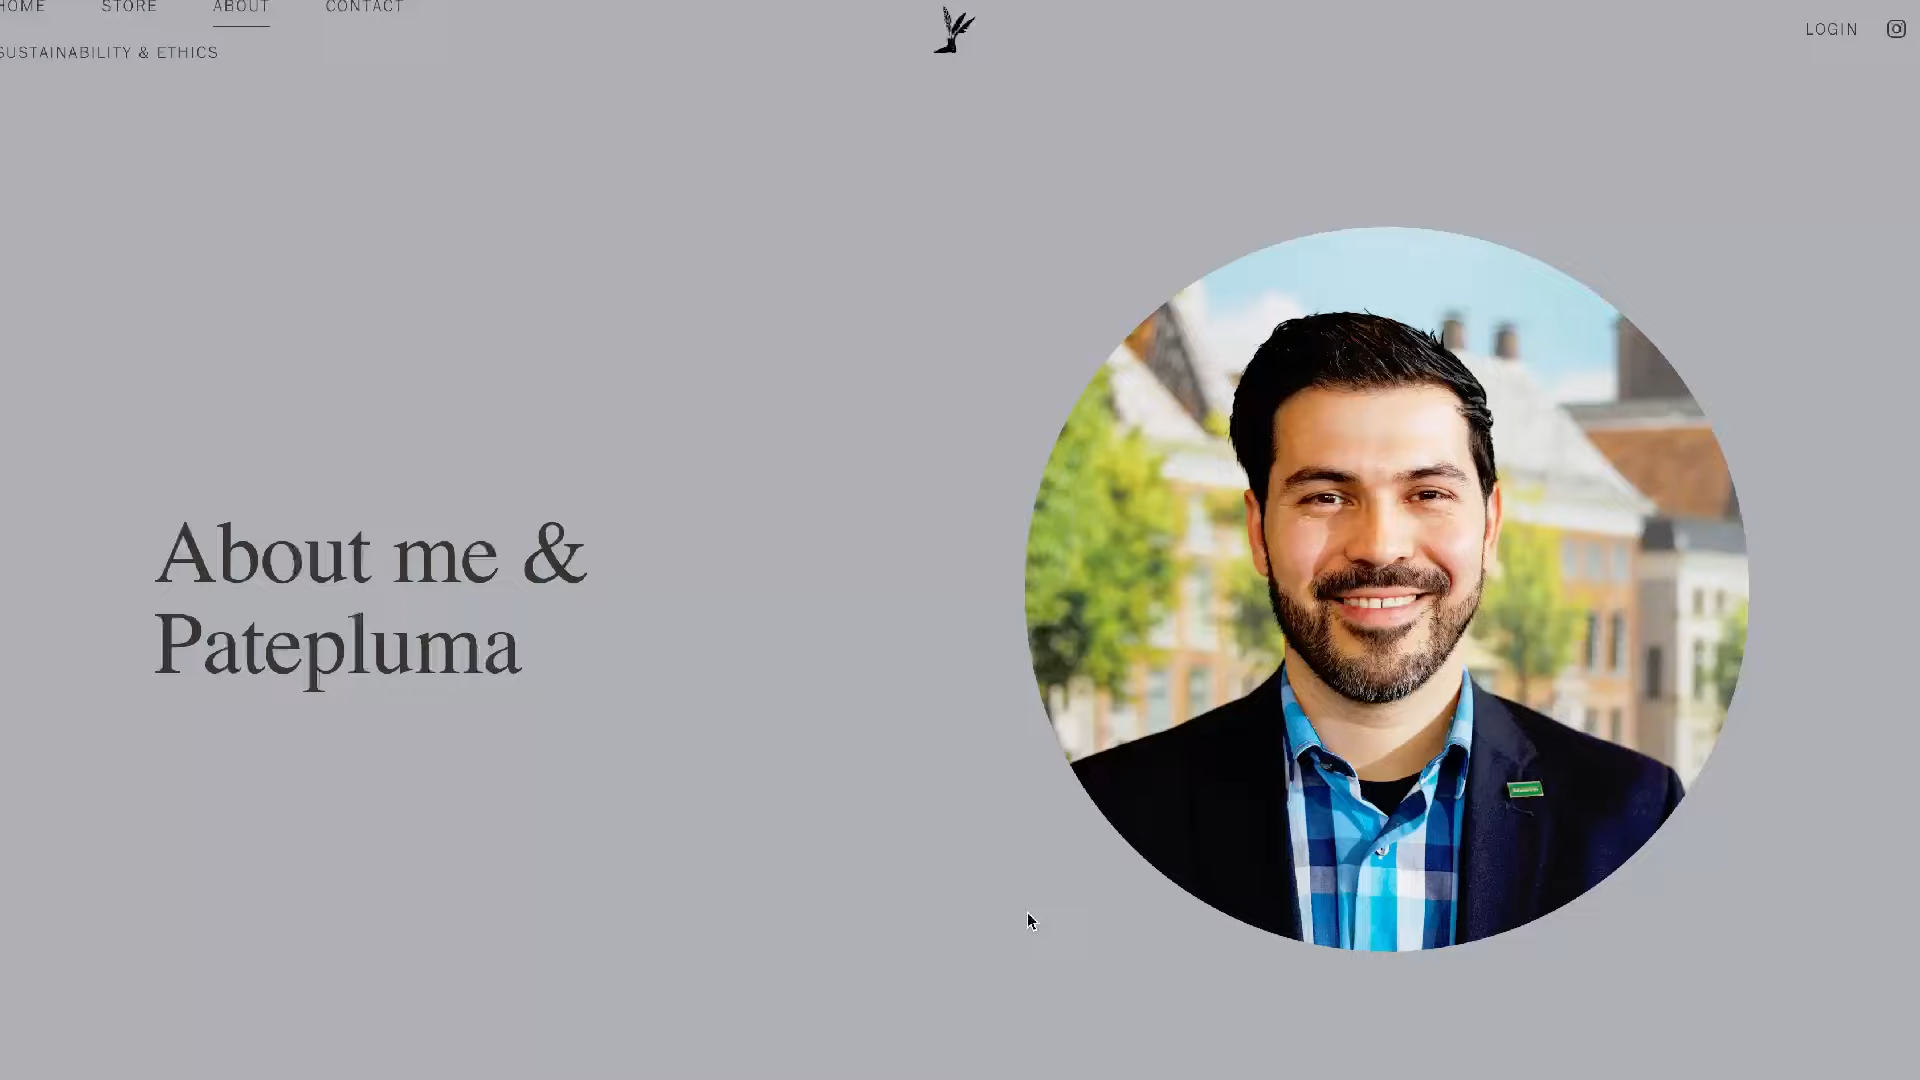 HOME STORE ABOUT CONTACT
SUSTAINABILITY & ETHICS
LOGIN
About me &
Patepluma